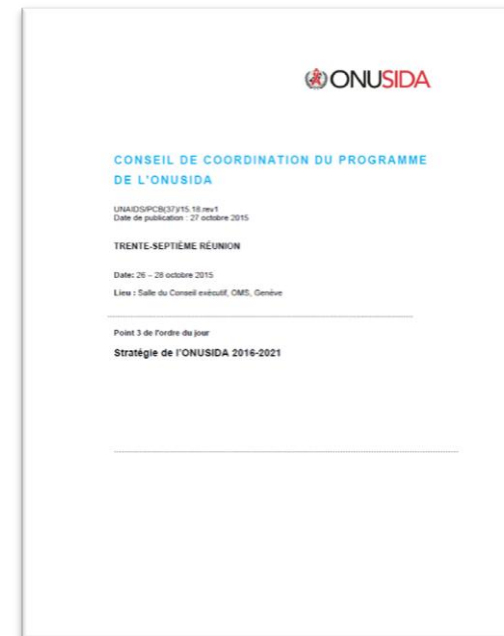 ONUSIDA
CONSEIL DE COORDINATION DU PROGRAMME
DE L'ONUSIDA
UNAIDS/PCB(37)/15.18.rev1
Date de publication : 27 octobre 2015
TRENTE-SEPTIÈME RÉUNION
Date: 26 – 28 octobre 2015
Lieu : Salle du Conseil exécutif, OMS, Genève
Point 3 de l'ordre du jour
Stratégie de l'ONUSIDA 2016-2021